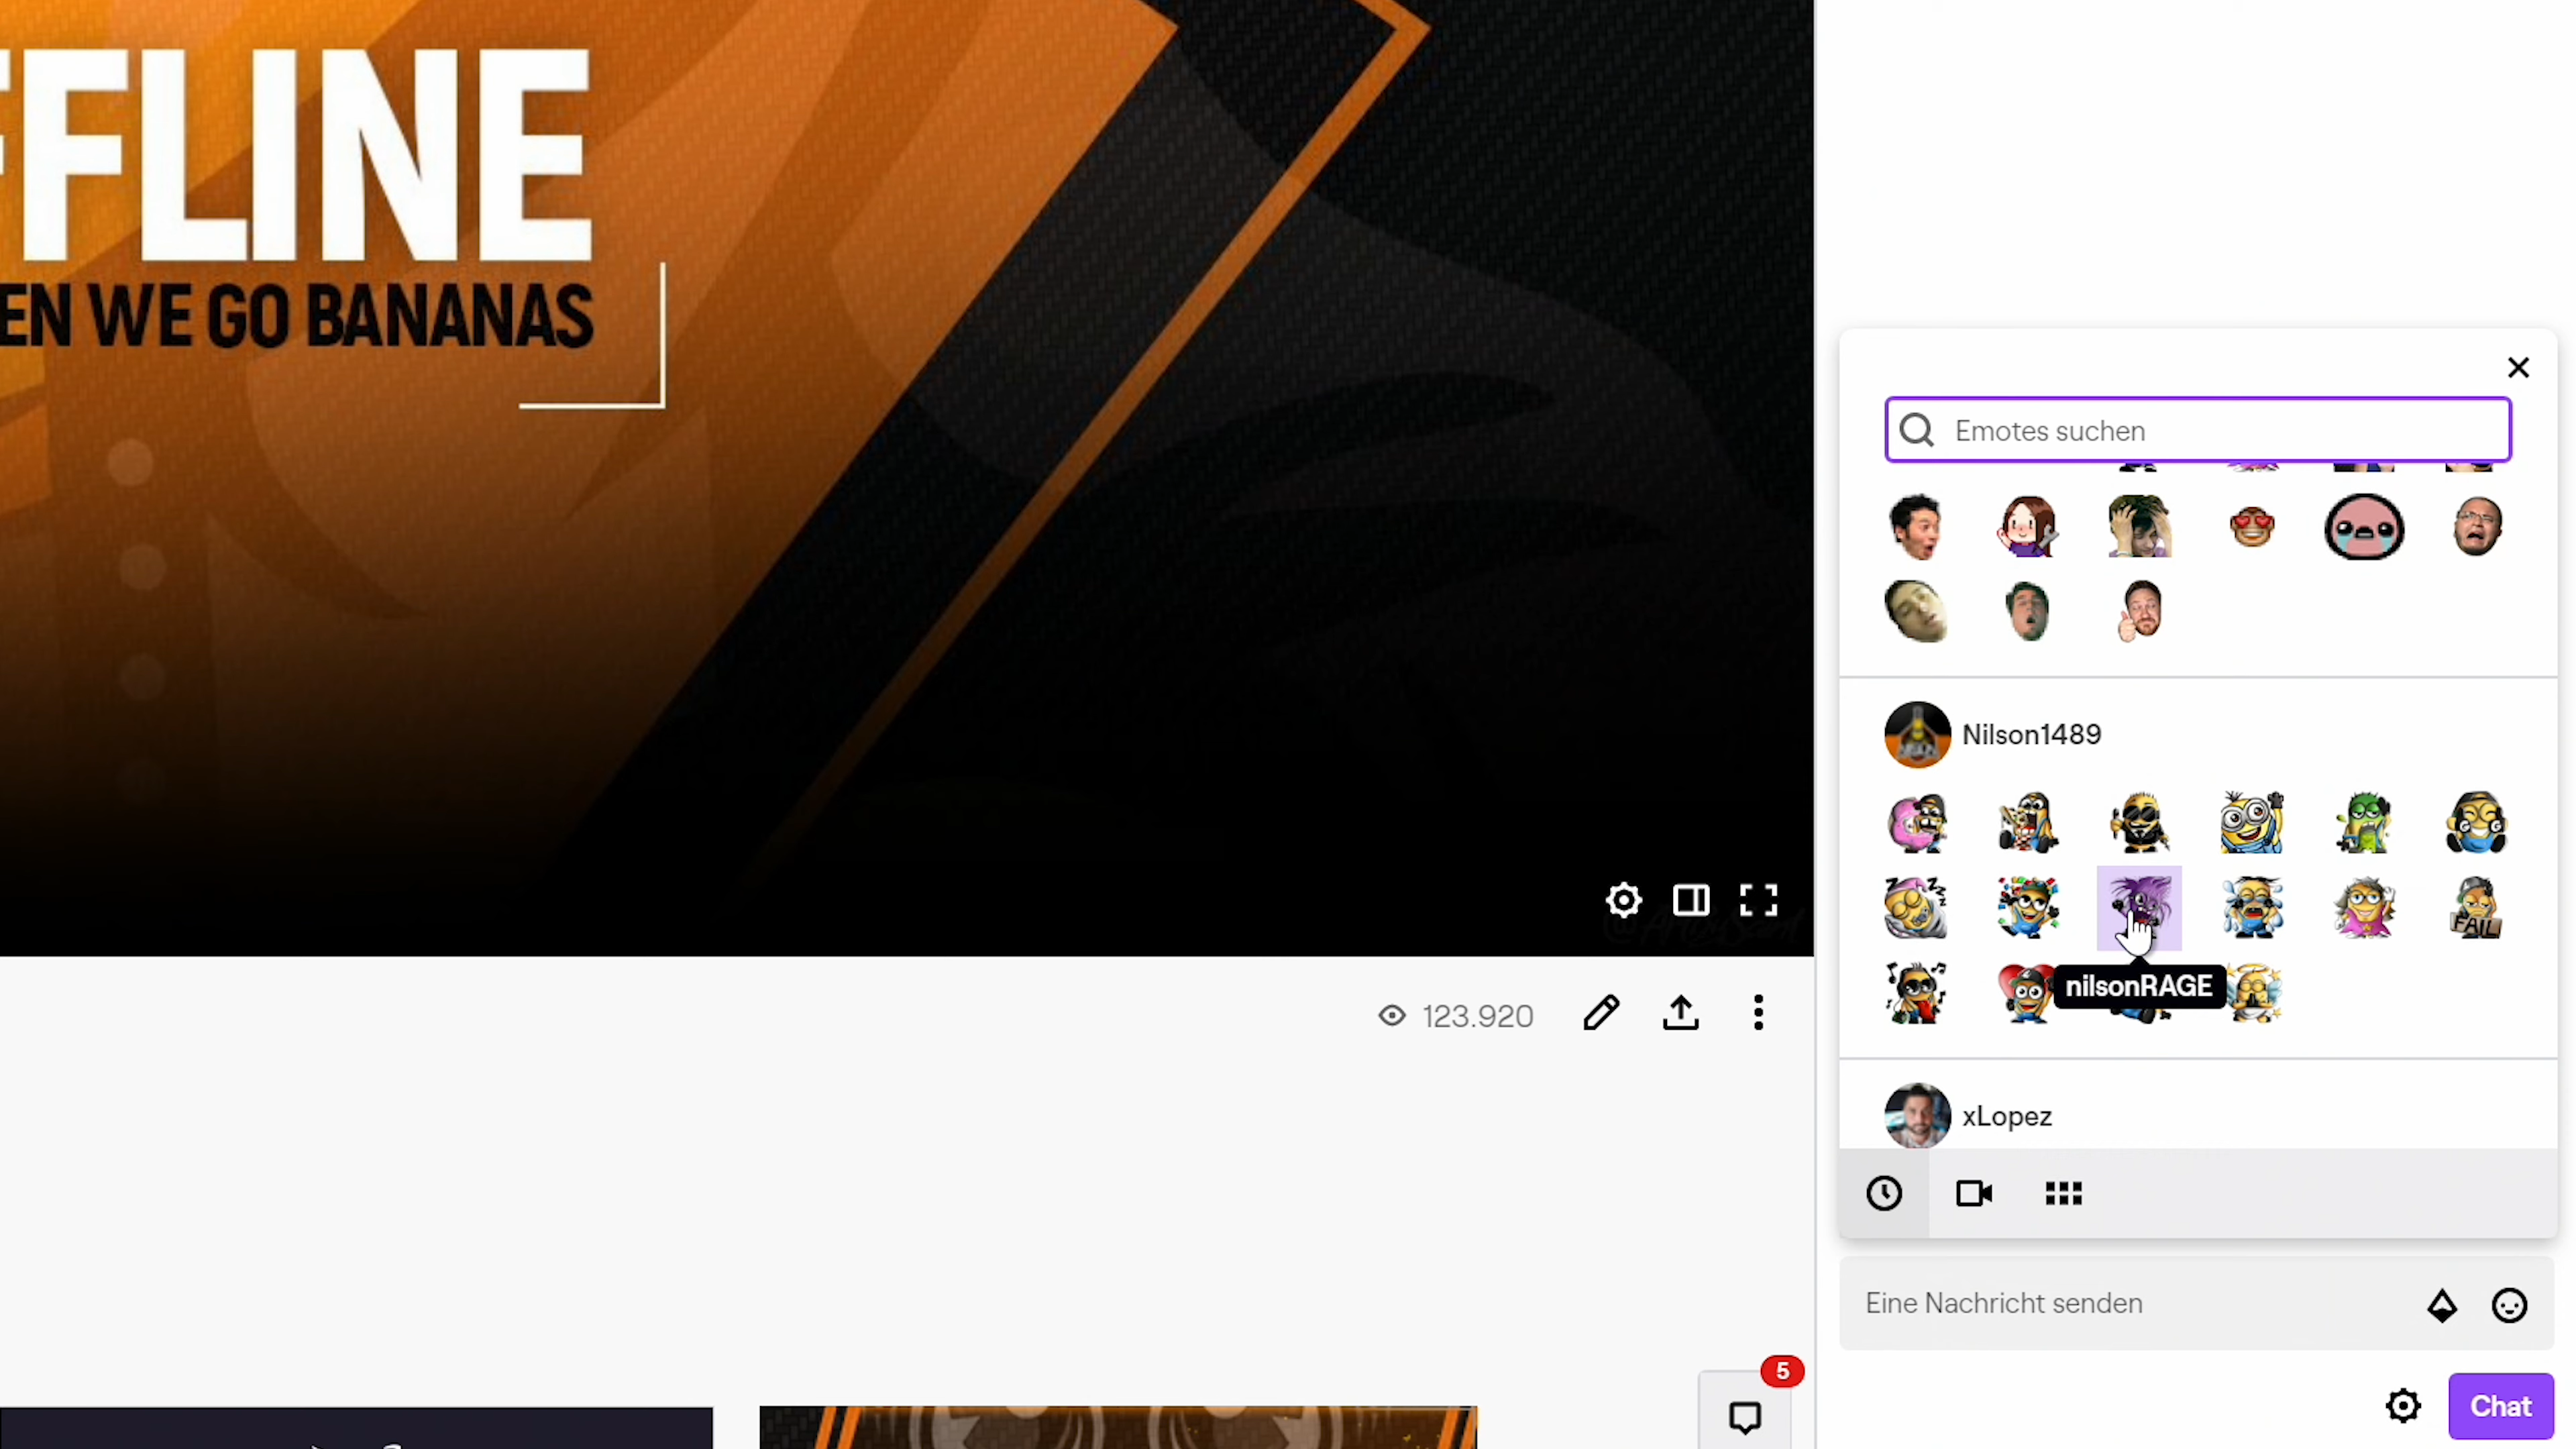 FFLINE
EN WE GO BANANAS
Emotes suchen
Nilson1489
FAIL
nilsonRAGE
123.920
xLopez
Eine Nachricht senden
5
Chat